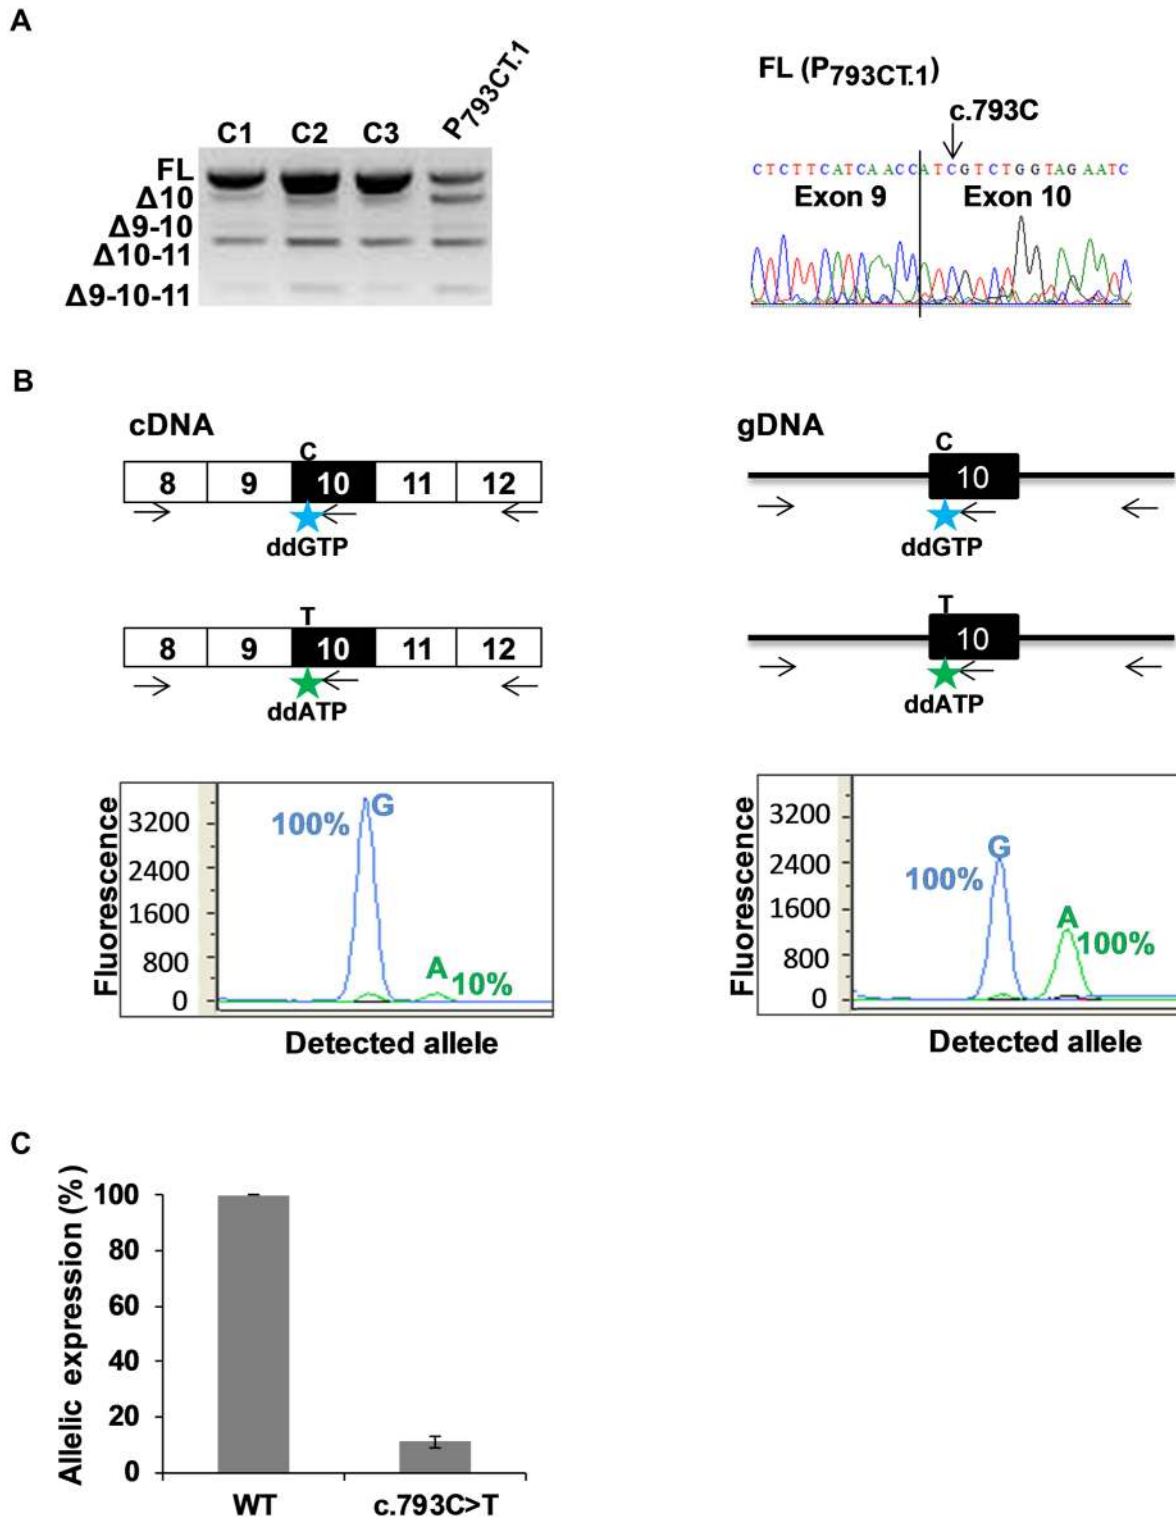 A
C1 C2 C3 P793CT.1
FL
Δ10
Δ9-10
Δ10-11
Δ9-10-11
FL (P793CT.1)
c.793C
CTCTTCATCAACCATCGTCTGGTAGAATC
Exon 9 Exon 10
B
cDNA
C
8 9 10 11 12
ddGTP
T
8 9 10 11 12
ddATP
gDNA
C
10
ddGTP
T
10
ddATP
Fluorescence
3200
2400
1600
800
0
100% G
A 10%
Detected allele
Fluorescence
3200
2400
1600
800
0
G
100%
A
100%
Detected allele
C
Allelic expression (%)
100
80
60
40
20
0
WT c.793C>T